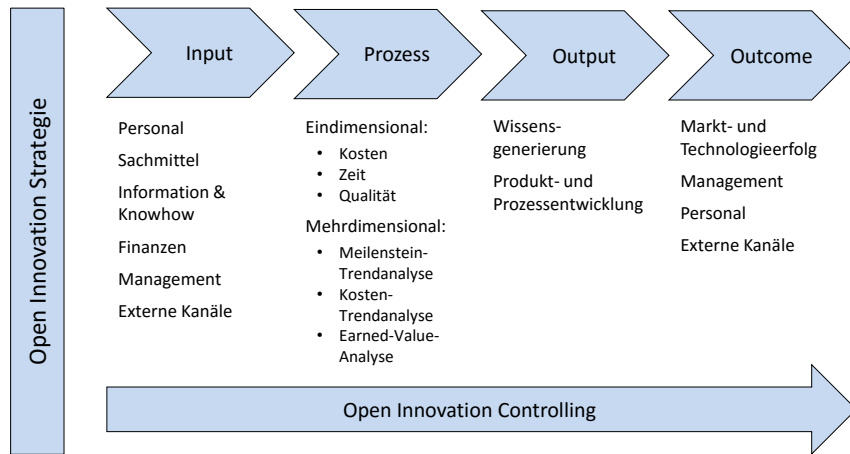 Open Innovation Strategie
Input
Prozess
Output
Outcome
Personal
Sachmittel
Information &
Knowhow
Finanzen
Management
Externe Kanäle
Eindimensional:
• Kosten
• Zeit
• Qualität
Mehrdimensional:
• Meilenstein-
Trendanalyse
• Kosten-
Trendanalyse
• Earned-Value-
Analyse
Wissens-
generierung
Produkt- und
Prozessentwicklung
Markt- und
Technologieerfolg
Management
Personal
Externe Kanäle
Open Innovation Controlling